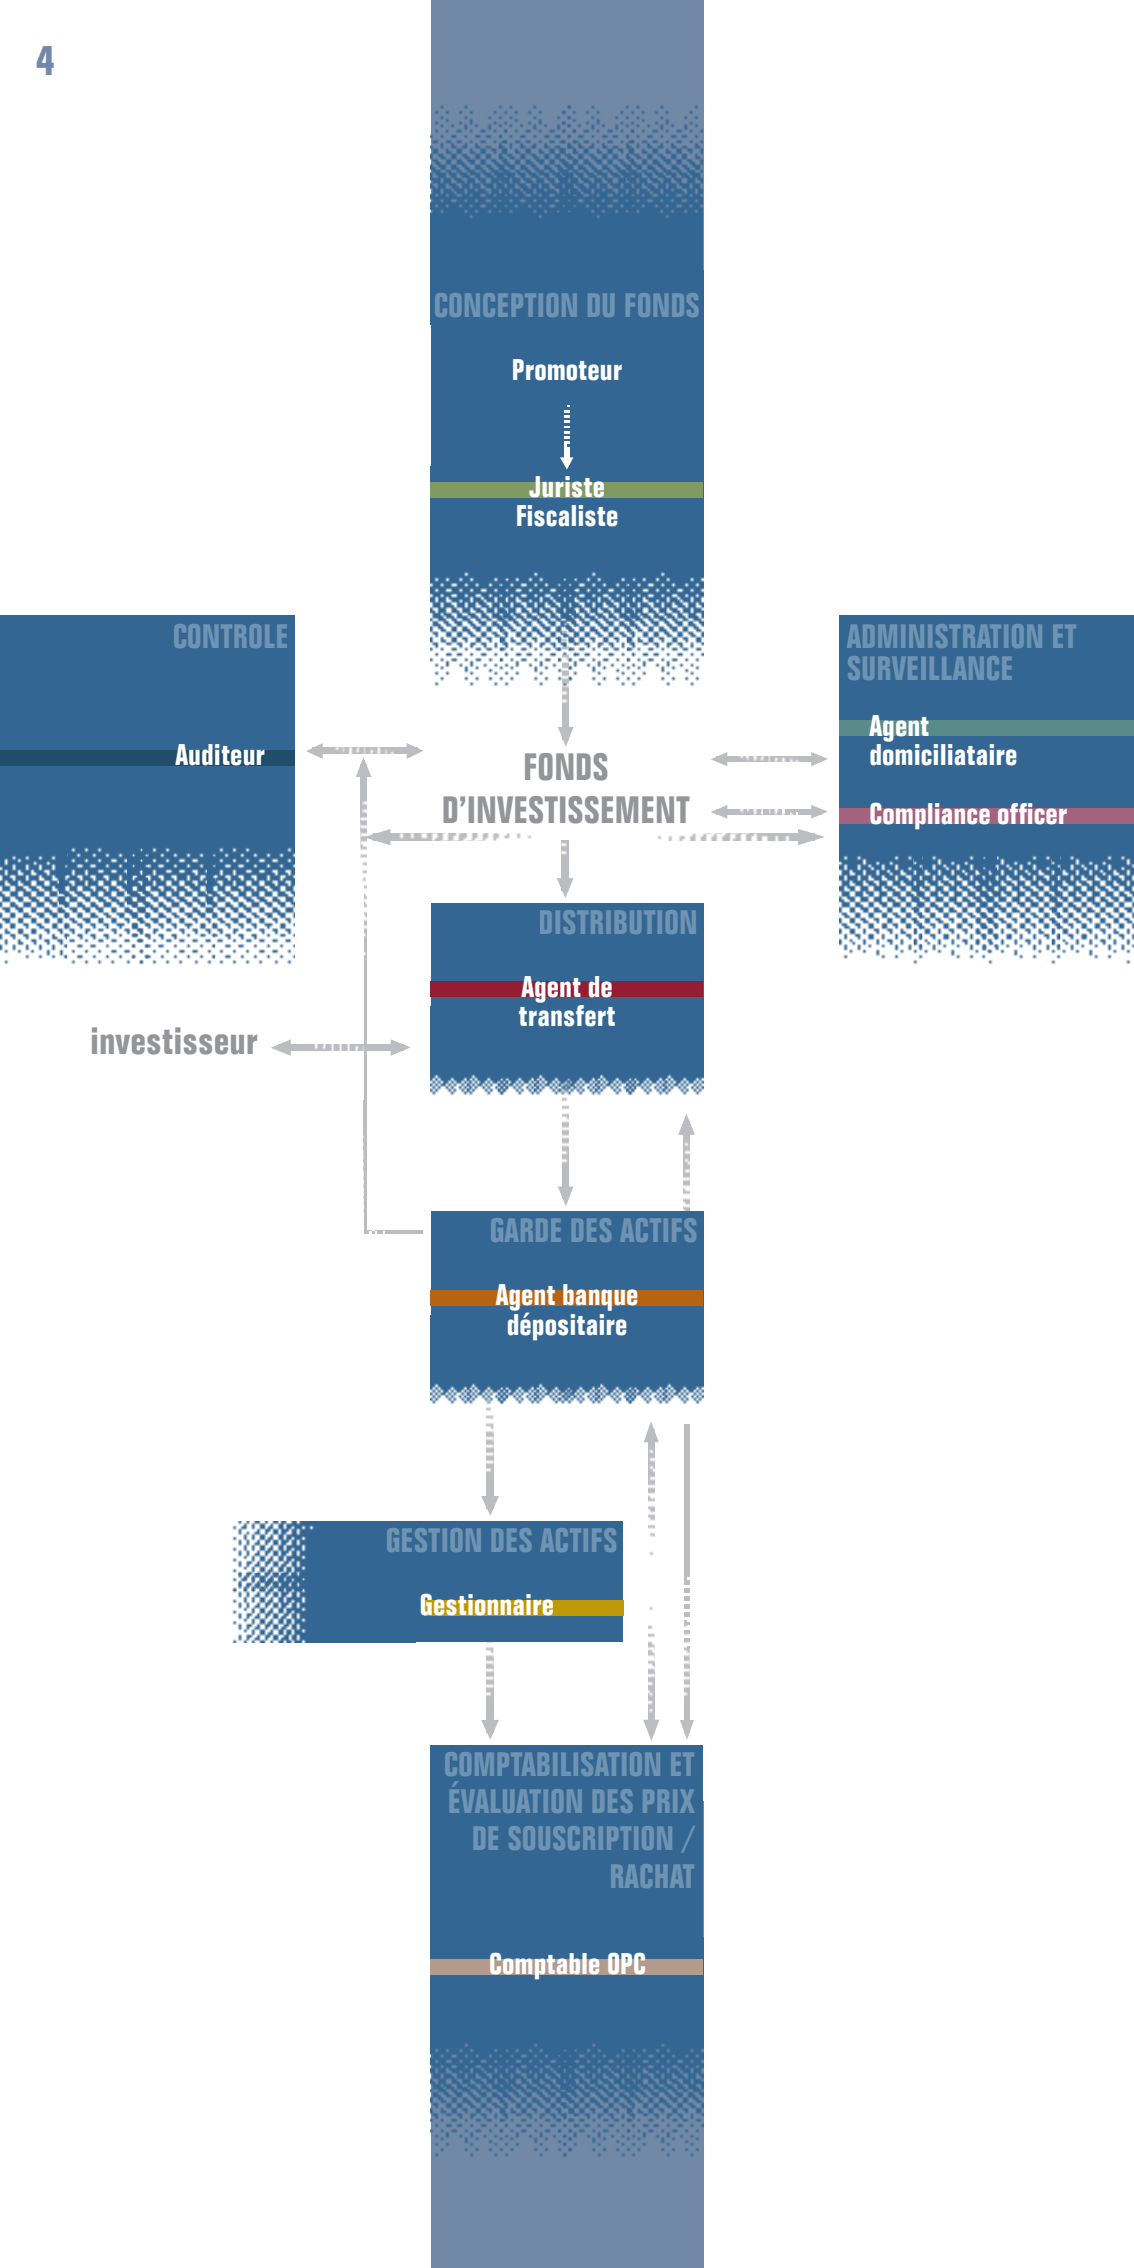 4
CONCEPTION DU FONDS
Promoteur
Juriste
Fiscaliste
CONTROLE
Auditeur
ADMINISTRATION ET
SURVEILLANCE
Agent
domiciliataire
Compliance officer
FONDS
D'INVESTISSEMENT
DISTRIBUTION
Agent de
transfert
investisseur
GARDE DES ACTIFS
Agent banque
dépositaire
GESTION DES ACTIFS
Gestionnaire
COMPTABILISATION ET
ÉVALUATION DES PRIX
DE SOUSCRIPTION /
RACHAT
Comptable OPC